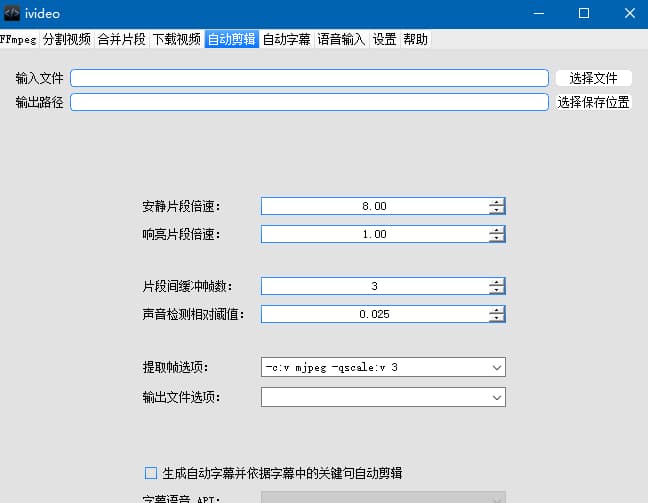 ivideo
FFmpeg 分割视频 合并片段 下载视频 自动剪辑 自动字幕 语音输入 设置 帮助
输入文件 选择文件
输出路径 选择保存位置
安静片段倍速: 8.00
响亮片段倍速: 1.00
片段间缓冲帧数: 3
声音检测相对阈值: 0.025
提取帧选项: -c:v mjpeg -qscale:v 3
输出文件选项:
生成自动字幕并依据字幕中的关键句自动剪辑
字幕语音 API: